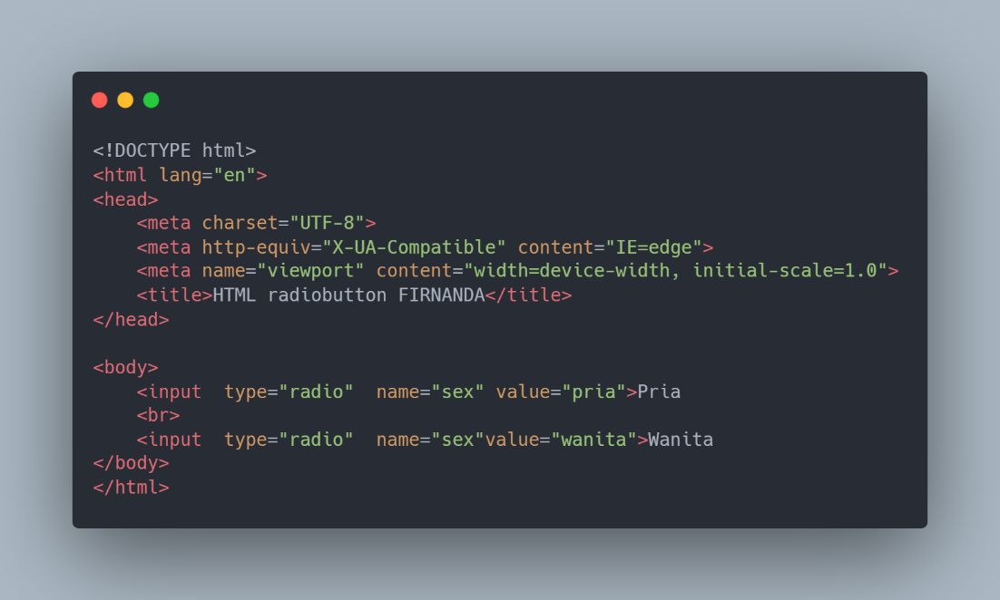 <!DOCTYPE html>
<html lang="en">
<head>
    <meta charset="UTF-8">
    <meta http-equiv="X-UA-Compatible" content="IE=edge">
    <meta name="viewport" content="width=device-width, initial-scale=1.0">
    <title>HTML radiobutton FIRNANDA</title>
</head>

<body>
    <input  type="radio"  name="sex" value="pria">Pria
    <br>
    <input  type="radio"  name="sex"value="wanita">Wanita
</body>
</html>